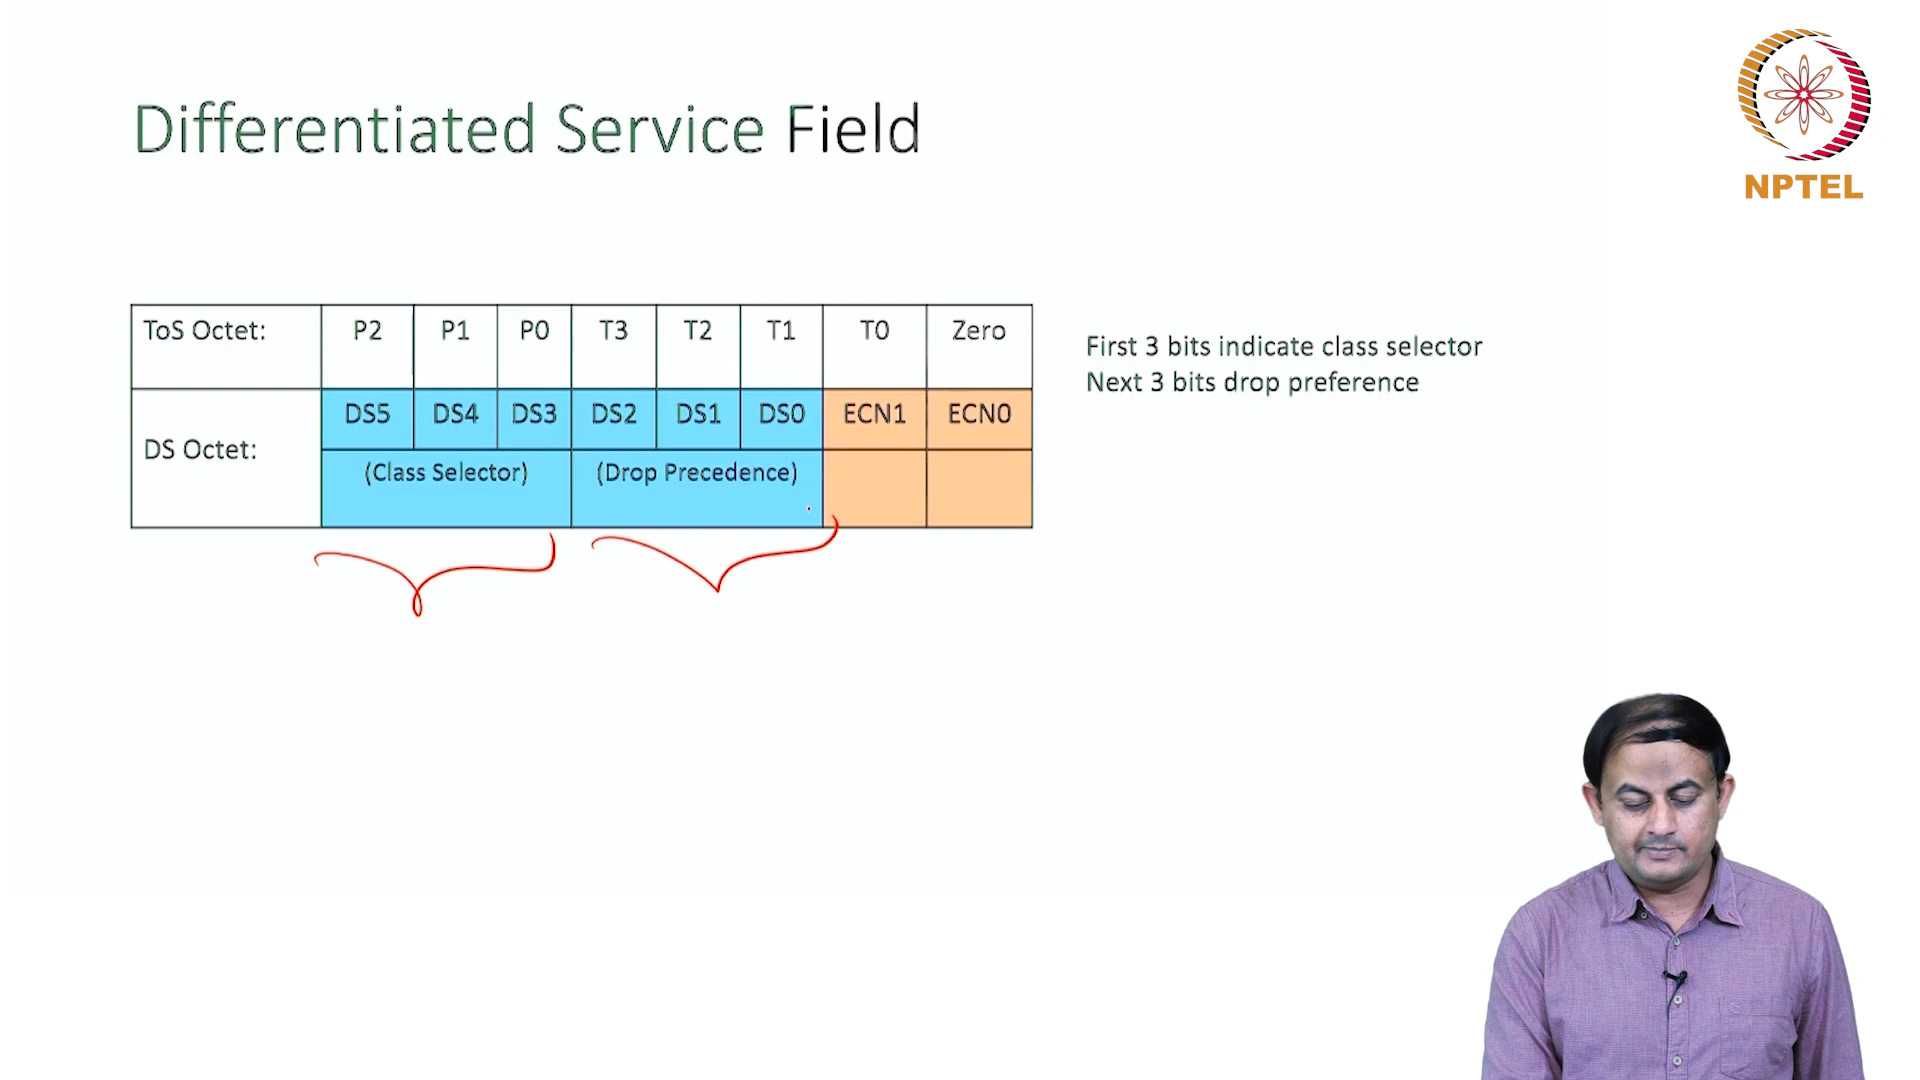 Differentiated Service Field
NPTEL
ToS Octet: P2 P1 P0 T3 T2 T1 T0 Zero
DS Octet: DS5 DS4 DS3 DS2 DS1 DS0 ECN1 ECN0
(Class Selector) (Drop Precedence)
First 3 bits indicate class selector
Next 3 bits drop preference